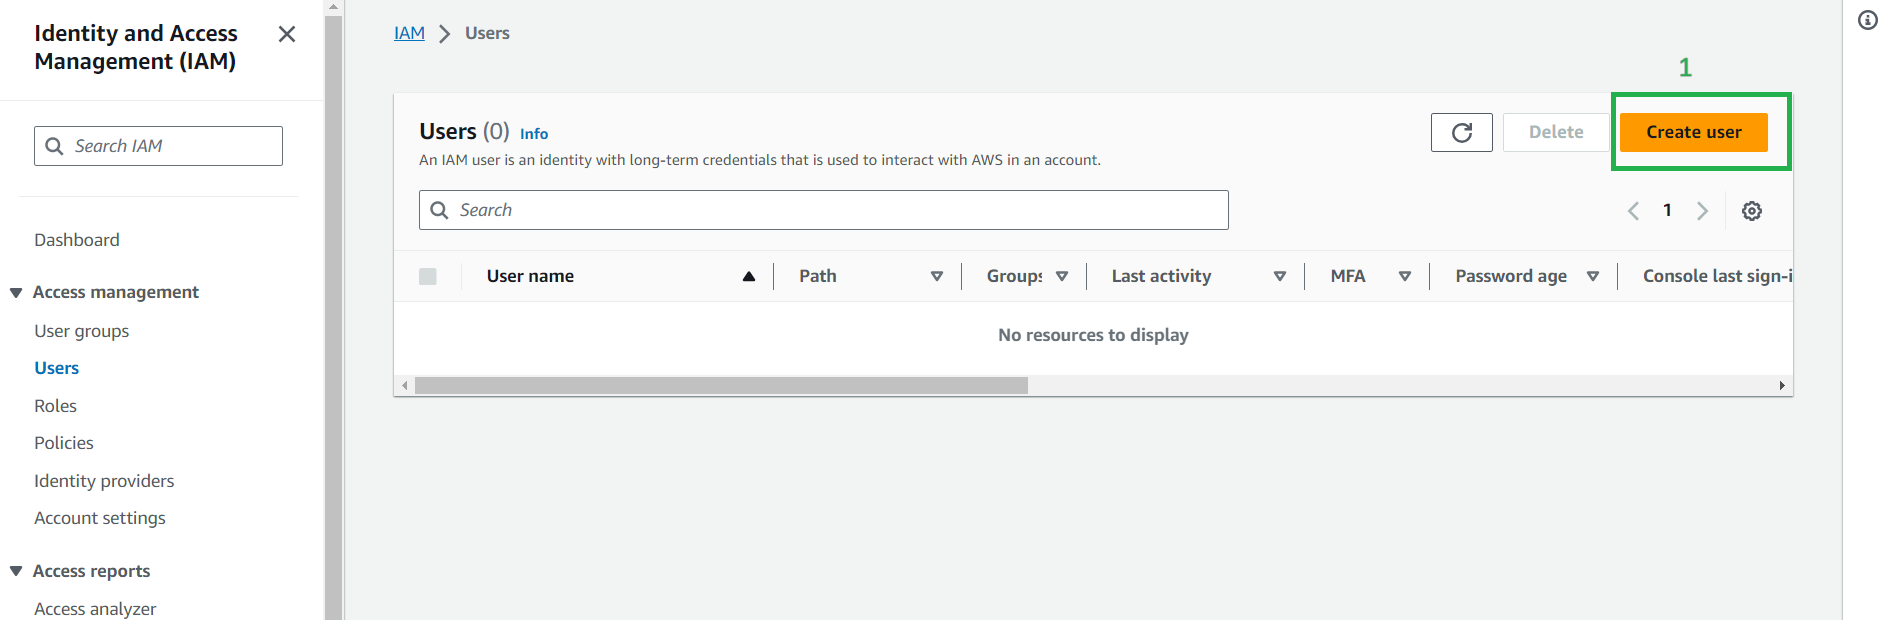 Identity and Access
Management (IAM)
Search IAM
Dashboard
Access management
User groups
Users
Roles
Policies
Identity providers
Account settings
Access reports
Access analyzer
IAM Users
1
Users (0) Info
Delete
Create user
An IAM user is an identity with long-term credentials that is used to interact with AWS in an account.
Search
1
User name Path Groups Last activity MFA Password age Console last sign-i
No resources to display